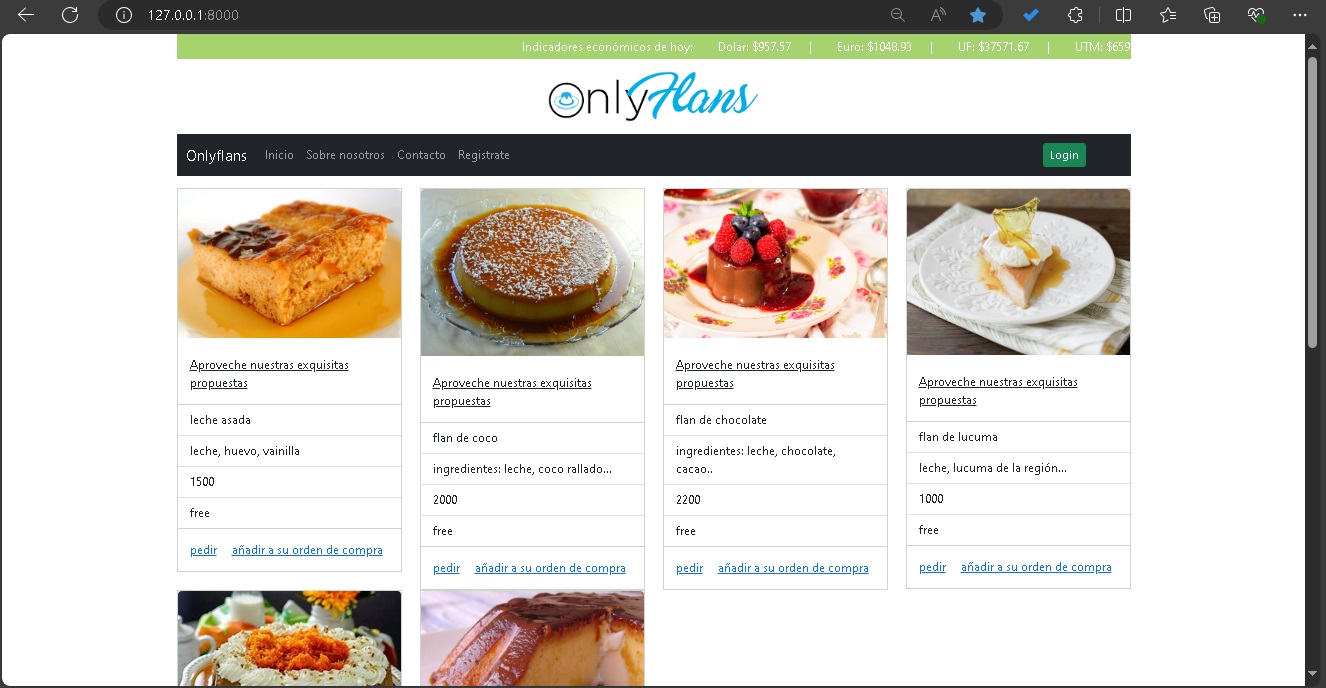 127.0.0.1:8000
Indicadores económicos de hoy: Dolar: $957.57 | Euro: $1048.93 | UF: $37571.67 | UTM: $659
OnlyFlans
Onlyflans Inicio Sobre nosotros Contacto Registrate Login
Aproveche nuestras exquisitas
propuestas
leche asada
leche, huevo, vainilla
1500
free
pedir añadir a su orden de compra
Aproveche nuestras exquisitas
propuestas
flan de coco
ingredientes: leche, coco rallado...
2000
free
pedir añadir a su orden de compra
Aproveche nuestras exquisitas
propuestas
flan de chocolate
ingredientes: leche, chocolate,
cacao..
2200
free
pedir añadir a su orden de compra
Aproveche nuestras exquisitas
propuestas
flan de lucuma
leche, lucuma de la región...
1000
free
pedir añadir a su orden de compra